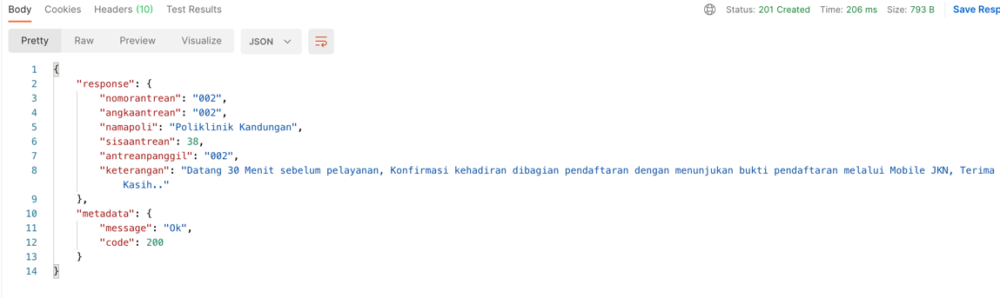 Body Cookies Headers (10) Test Results Status: 201 Created Time: 206 ms Size: 793 B Save Resp
Pretty Raw Preview Visualize JSON
1 {
2 "response": {
3 "nomorantrean": "002",
4 "angkaantrean": "002",
5 "namapoli": "Poliklinik Kandungan",
6 "sisaantrean": 38,
7 "antreanpanggil": "002",
8 "keterangan": "Datang 30 Menit sebelum pelayanan, Konfirmasi kehadiran dibagian pendaftaran dengan menunjukan bukti pendaftaran melalui Mobile JKN, Terima
Kasih.."
9 },
10 "metadata": {
11 "message": "Ok",
12 "code": 200
13 }
14 }